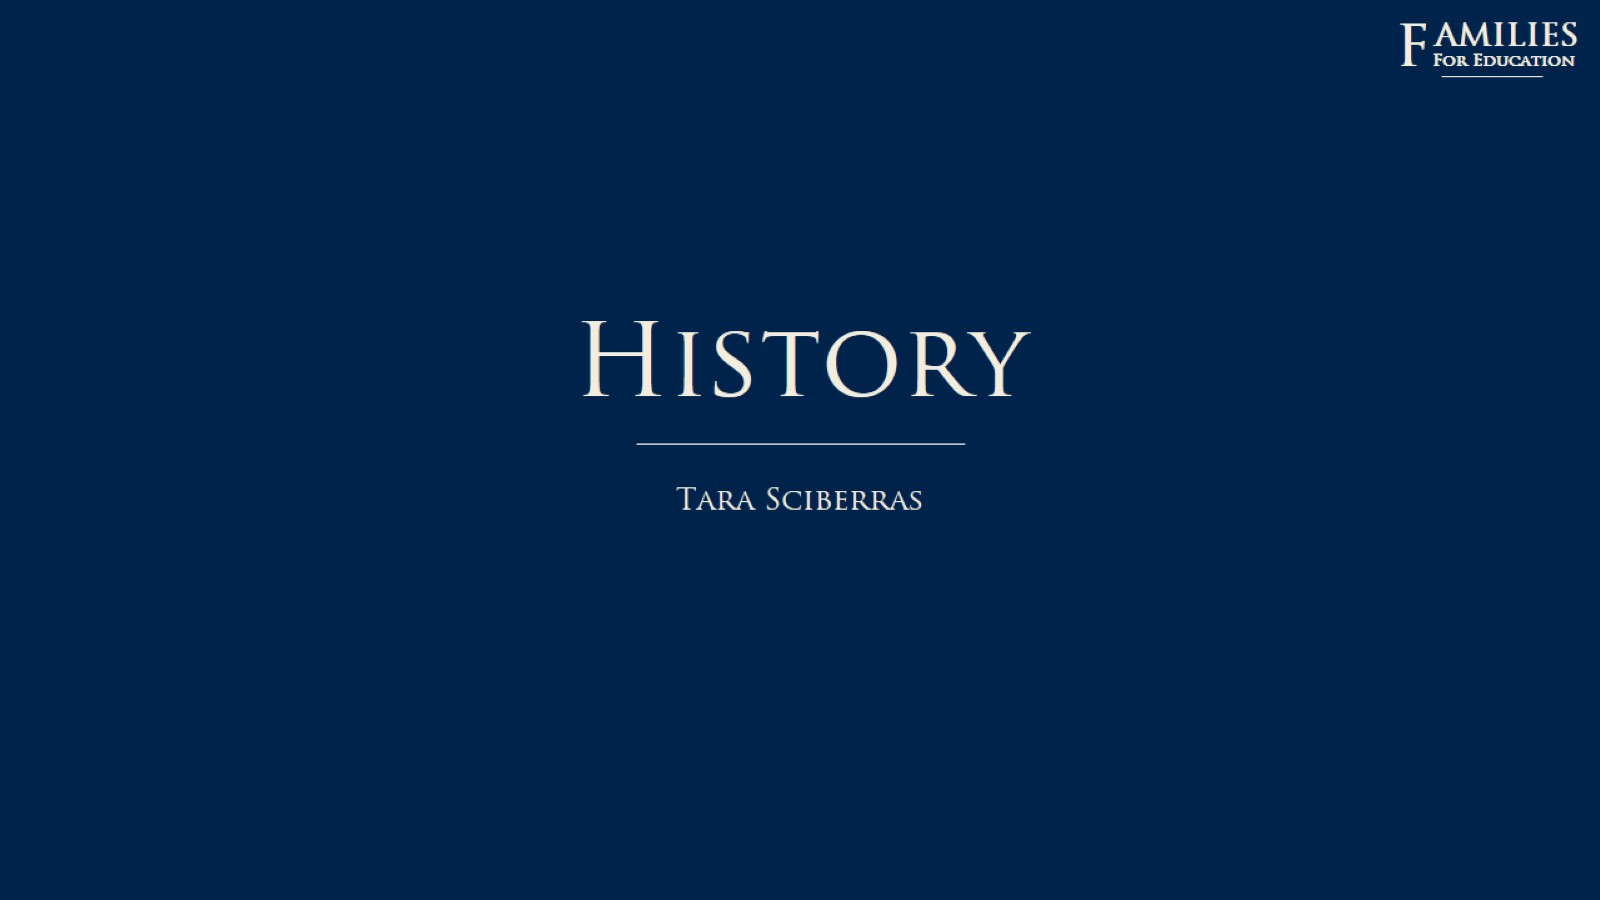 FAMILIES
FOR EDUCATION
HISTORY
TARA SCIBERRAS